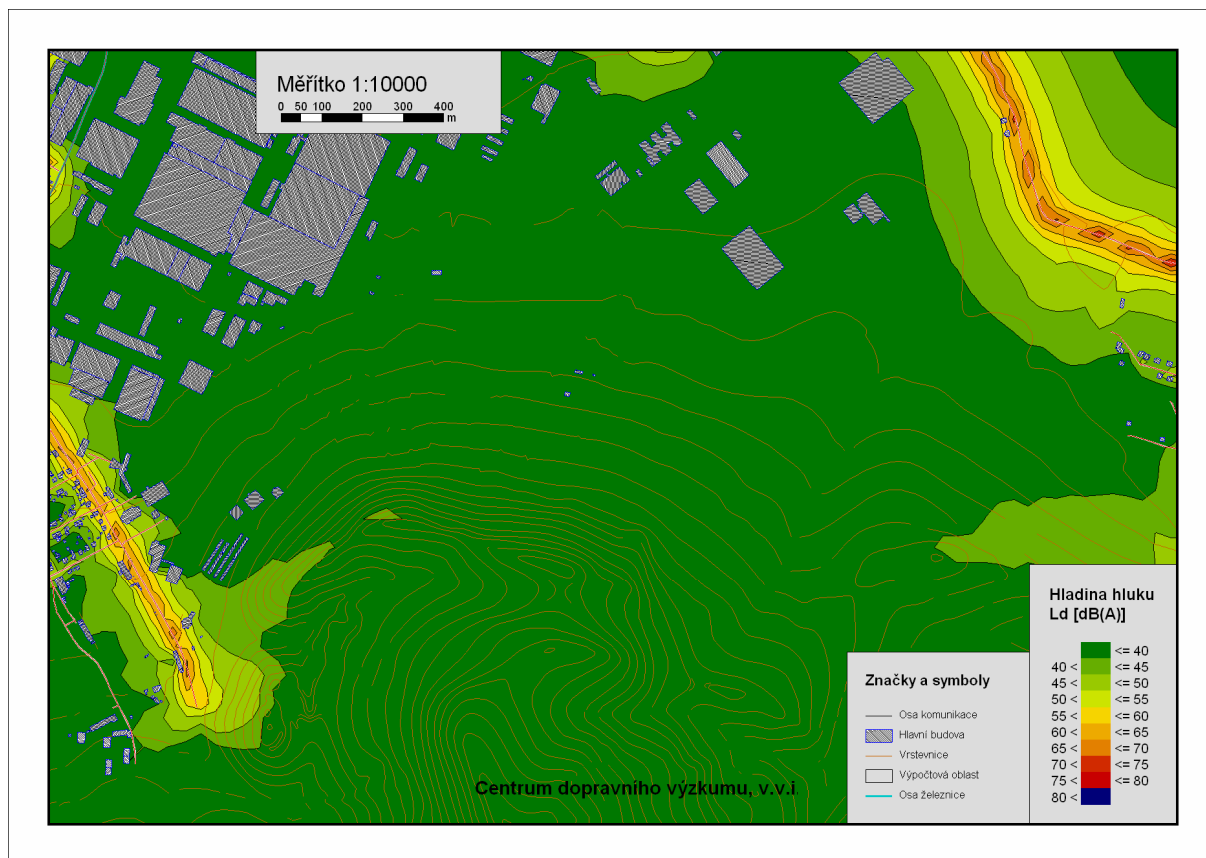 Měřítko 1:10000
0 50 100 200 300 400
m
Hladina hluku
Ld [dB(A)]
<= 40
40 < <= 45
45 < <= 50
50 < <= 55
55 < <= 60
60 < <= 65
65 < <= 70
70 < <= 75
75 < <= 80
80 <
Značky a symboly
Osa komunikace
Hlavní budova
Vrstevnice
Výpočtová oblast
Osa železnice
Centrum dopravního výzkumu, v.v.i